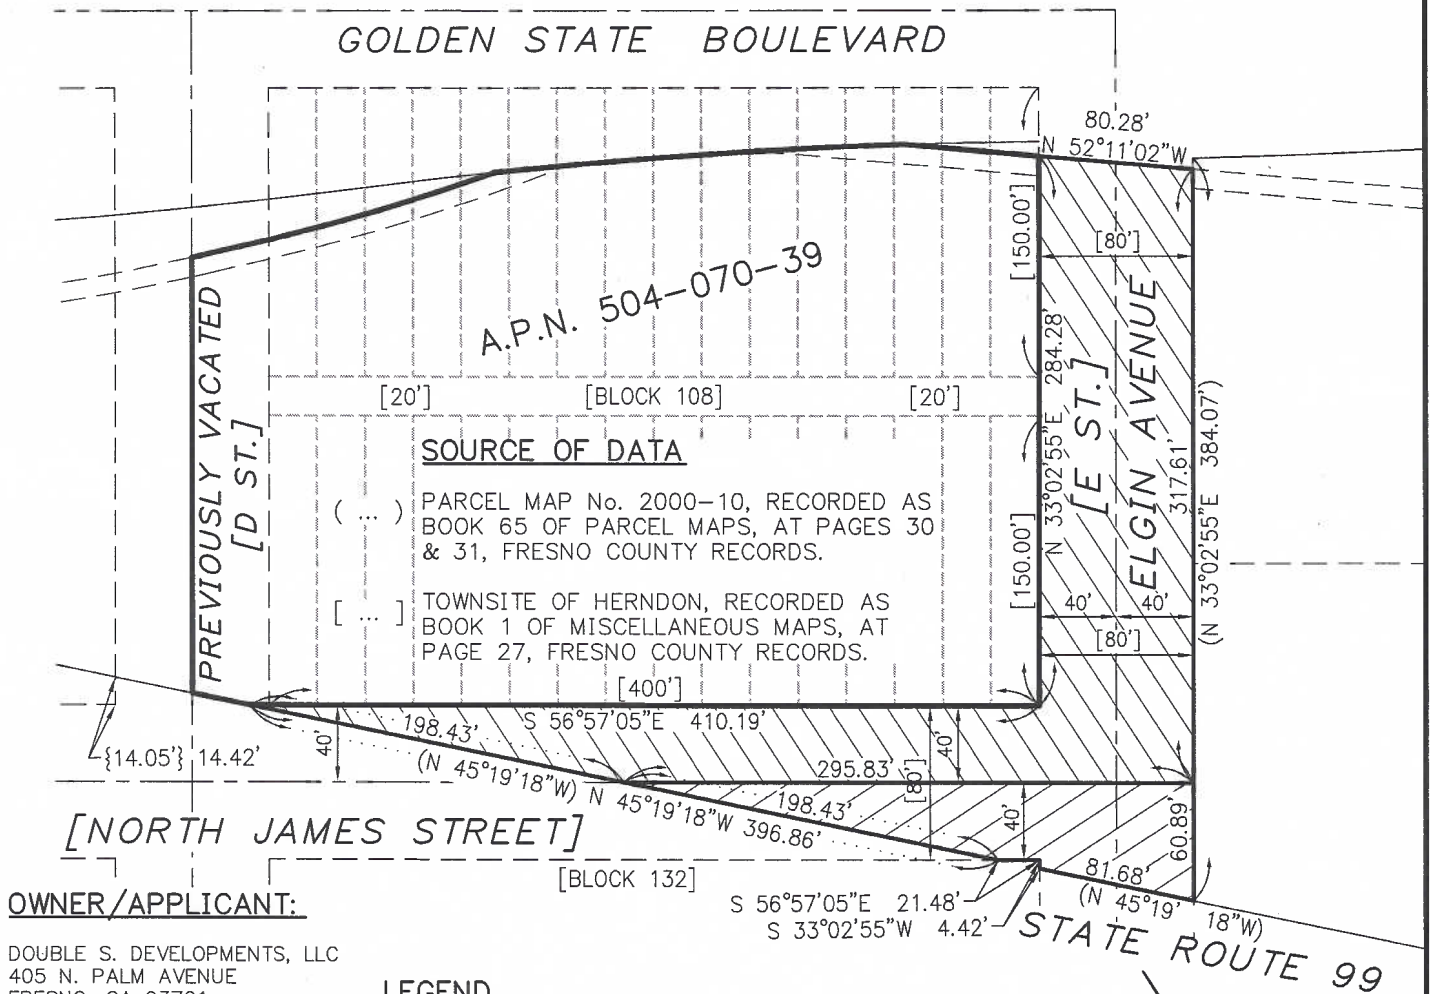 GOLDEN STATE BOULEVARD
80.28'
N 52°11'02"W
[150.00']
[80']
A.P.N. 504-070-39
PREVIOUSLY VACATED
[D ST.]
[20']
[BLOCK 108]
[20']
N 33°02'55"E 284.28'
[E ST.]
ELGIN AVENUE
317.61'
(N 33°02'55"E 384.07')
SOURCE OF DATA
( ... ) PARCEL MAP No. 2000-10, RECORDED AS
BOOK 65 OF PARCEL MAPS, AT PAGES 30
& 31, FRESNO COUNTY RECORDS.
[ ... ] TOWNSITE OF HERNDON, RECORDED AS
BOOK 1 OF MISCELLANEOUS MAPS, AT
PAGE 27, FRESNO COUNTY RECORDS.
[150.00']
40'
40'
[80']
[400']
S 56°57'05"E 410.19'
198.43'
40'
{14.05'} 14.42'
(N 45°19'18"W)
N 45°19'18"W 396.86'
295.83'
[80']
40'
198.43'
40'
60.89'
[NORTH JAMES STREET]
[BLOCK 132]
81.68'
(N 45°19'18"W)
S 56°57'05"E 21.48'
S 33°02'55"W 4.42'
STATE ROUTE 99
OWNER/APPLICANT:
DOUBLE S. DEVELOPMENTS, LLC
405 N. PALM AVENUE
LEGEND